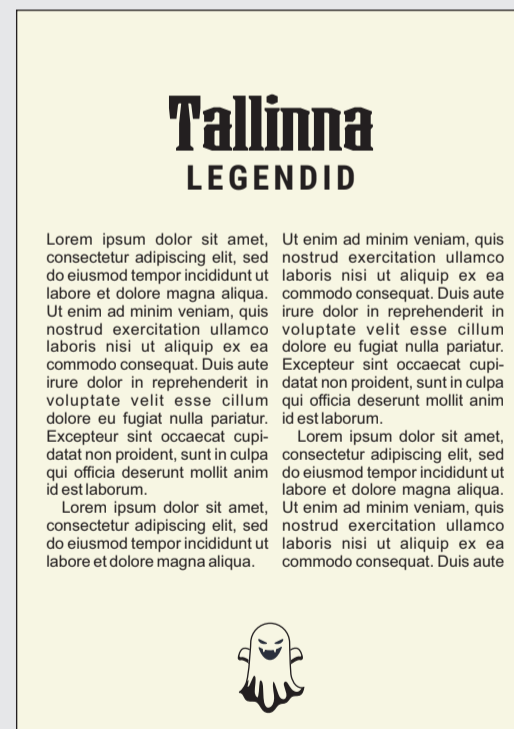 Tallinna
LEGENDID
Lorem ipsum dolor sit amet,
consectetur adipiscing elit, sed
do eiusmod tempor incididunt ut
labore et dolore magna aliqua.
Ut enim ad minim veniam, quis
nostrud exercitation ullamco
laboris nisi ut aliquip ex ea
commodo consequat. Duis aute
irure dolor in reprehenderit in
voluptate velit esse cillum
dolore eu fugiat nulla pariatur.
Excepteur sint occaecat cupi-
datat non proident, sunt in culpa
qui officia deserunt mollit anim
id est laborum.
Lorem ipsum dolor sit amet,
consectetur adipiscing elit, sed
do eiusmod tempor incididunt ut
labore et dolore magna aliqua.
Ut enim ad minim veniam, quis
nostrud exercitation ullamco
laboris nisi ut aliquip ex ea
commodo consequat. Duis aute
irure dolor in reprehenderit in
voluptate velit esse cillum
dolore eu fugiat nulla pariatur.
Excepteur sint occaecat cupi-
datat non proident, sunt in culpa
qui officia deserunt mollit anim
id est laborum.
Lorem ipsum dolor sit amet,
consectetur adipiscing elit, sed
do eiusmod tempor incididunt ut
labore et dolore magna aliqua.
Ut enim ad minim veniam, quis
nostrud exercitation ullamco
laboris nisi ut aliquip ex ea
commodo consequat. Duis aute